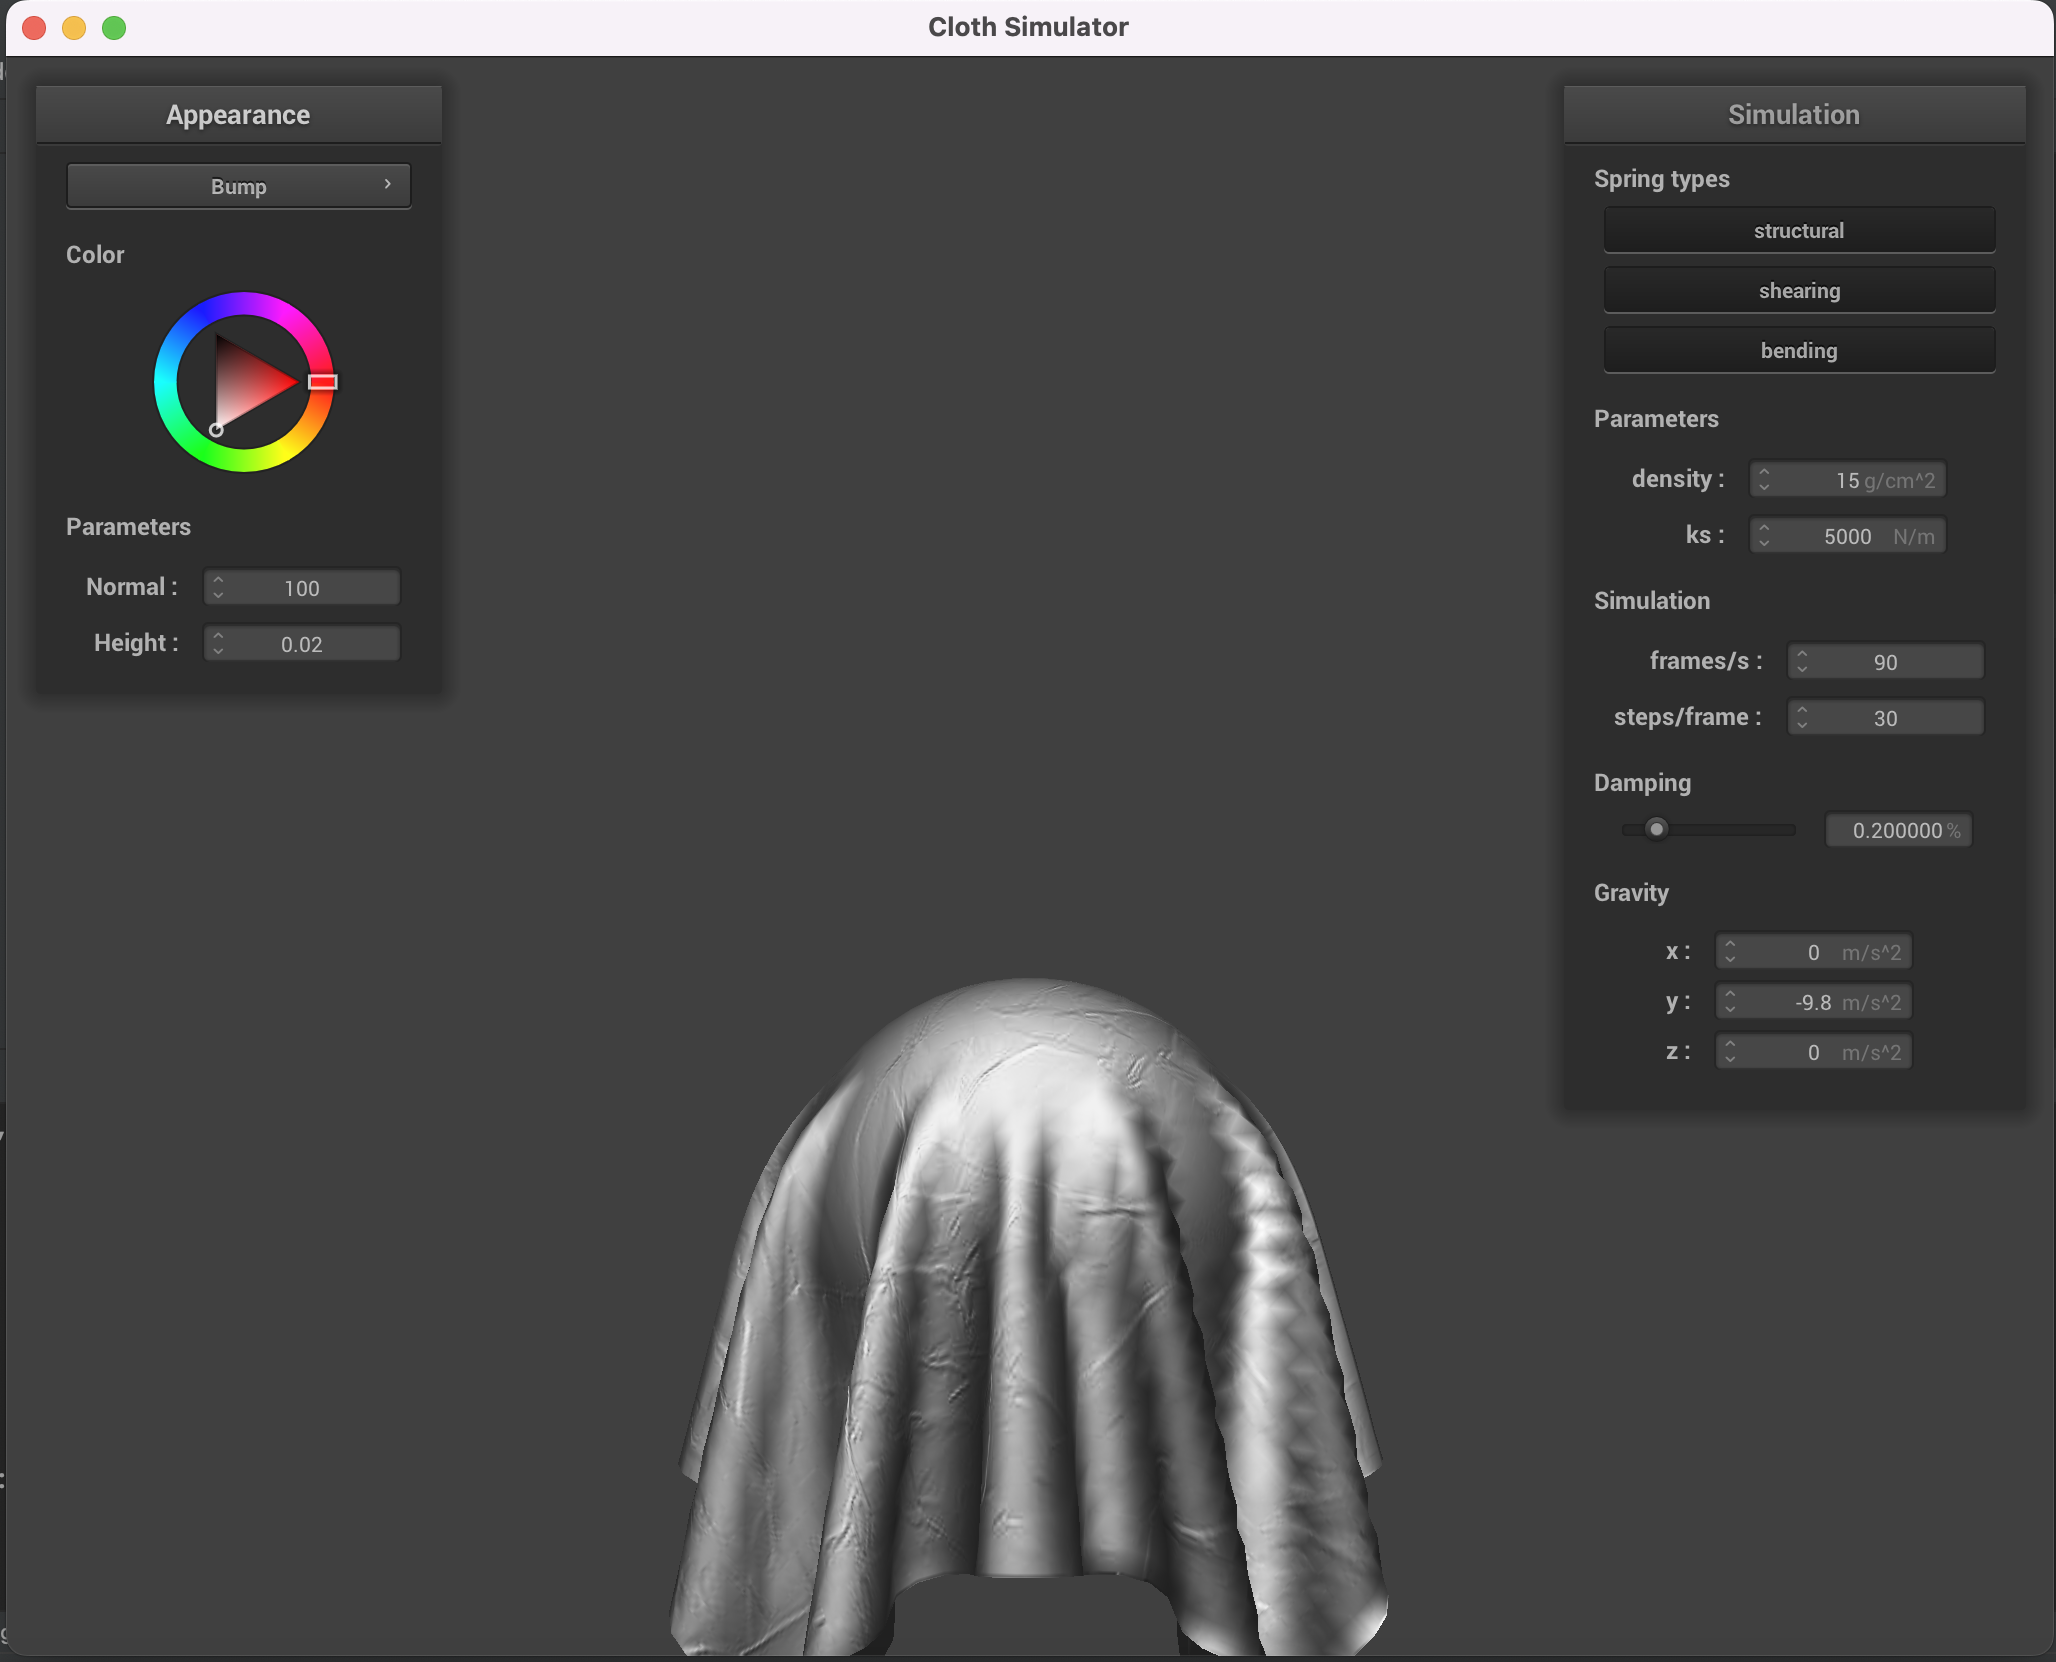 Cloth Simulator
Appearance
Bump
Color
Parameters
Normal : 100
Height : 0.02
Simulation
Spring types
structural
shearing
bending
Parameters
density : 15 g/cm^2
ks : 5000 N/m
Simulation
frames/s : 90
steps/frame : 30
Damping
0.200000 %
Gravity
x : 0 m/s^2
y : -9.8 m/s^2
z : 0 m/s^2